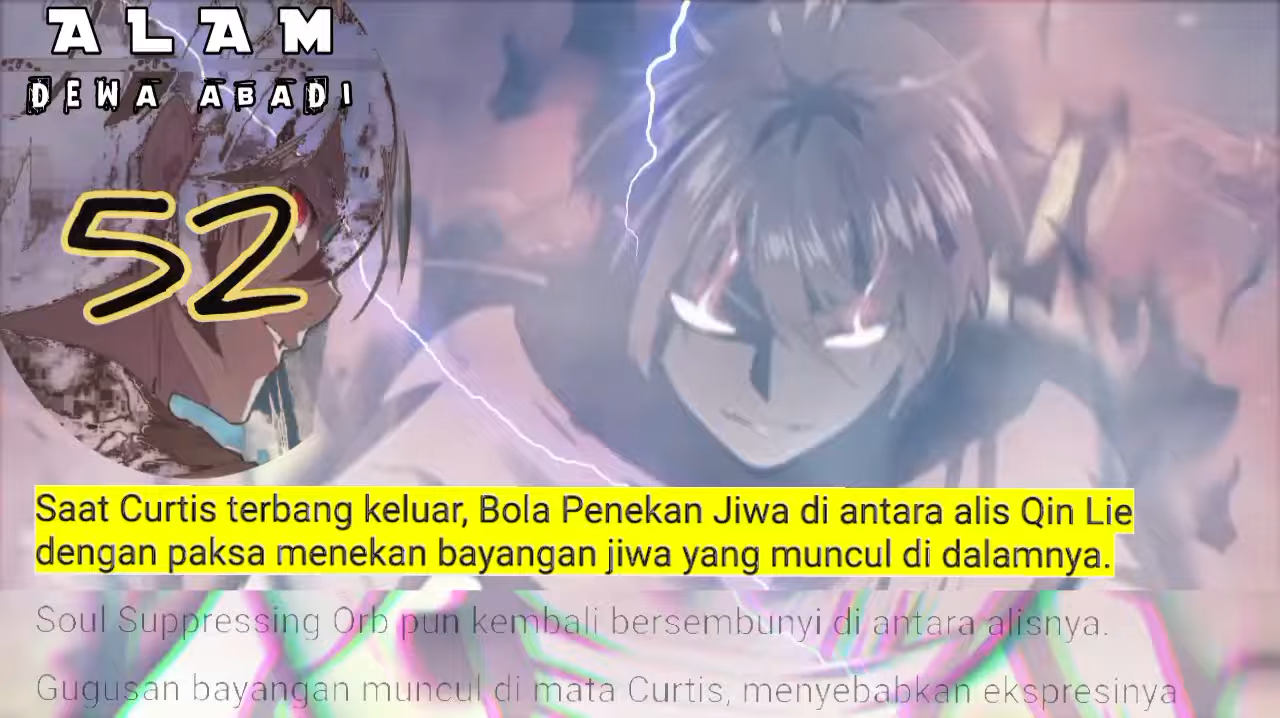 ALAM
DEWA ABADI
52
Saat Curtis terbang keluar, Bola Penekan Jiwa di antara alis Qin Lie
dengan paksa menekan bayangan jiwa yang muncul di dalamnya.
Soul Suppressing Orb pun kembali bersembunyi di antara alisnya.
Gugusan bayangan muncul di mata Curtis, menyebabkan ekspresinya